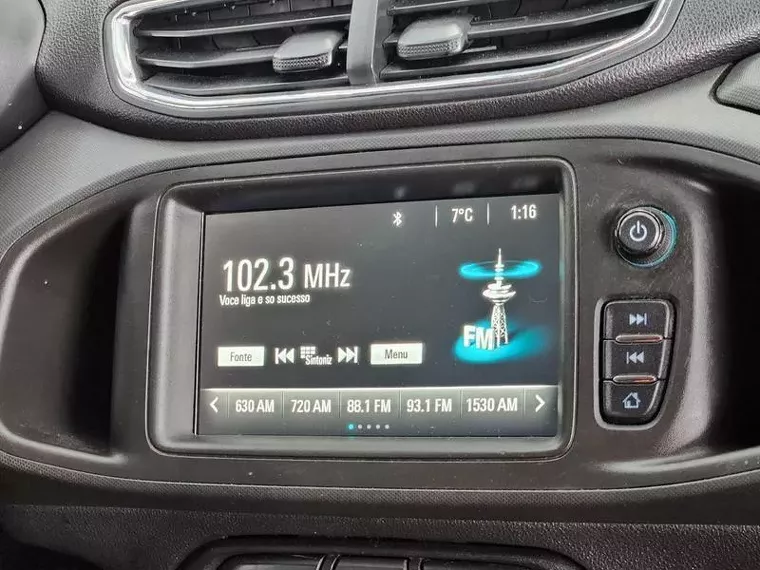 7°C 1:16
102.3 MHz
Voce liga e so sucesso
FM
Fonte Sintoniz Menu
630 AM 720 AM 88.1 FM 93.1 FM 1530 AM